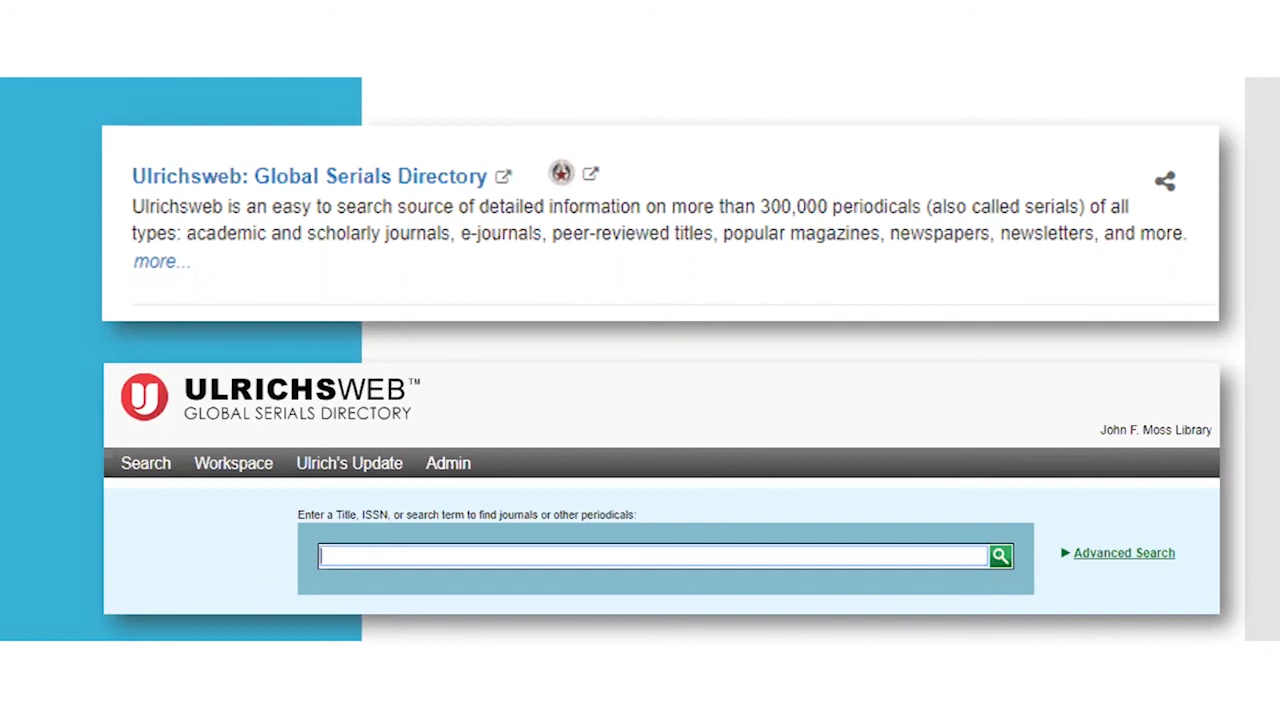 Ulrichsweb: Global Serials Directory
Ulrichsweb is an easy to search source of detailed information on more than 300,000 periodicals (also called serials) of all
types: academic and scholarly journals, e-journals, peer-reviewed titles, popular magazines, newspapers, newsletters, and more.
more...
ULRICHSWEB™
GLOBAL SERIALS DIRECTORY
John F. Moss Library
Search Workspace Ulrich's Update Admin
Enter a Title, ISSN, or search term to find journals or other periodicals:
Advanced Search